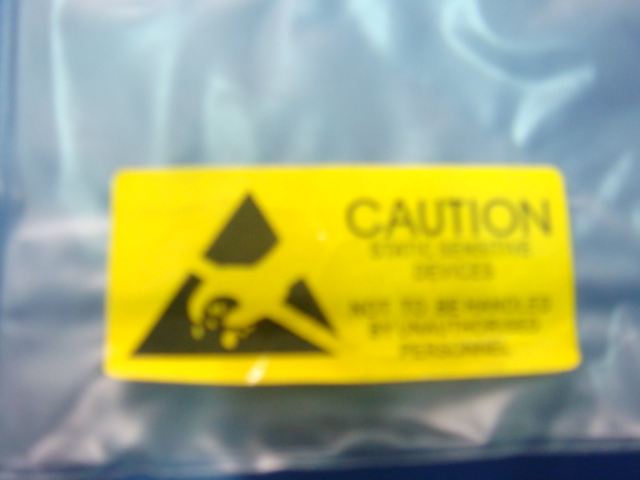 CAUTION
STATIC SENSITIVE
DEVICES
NOT TO BE HANDLED
BY UNAUTHORISED
PERSONNEL